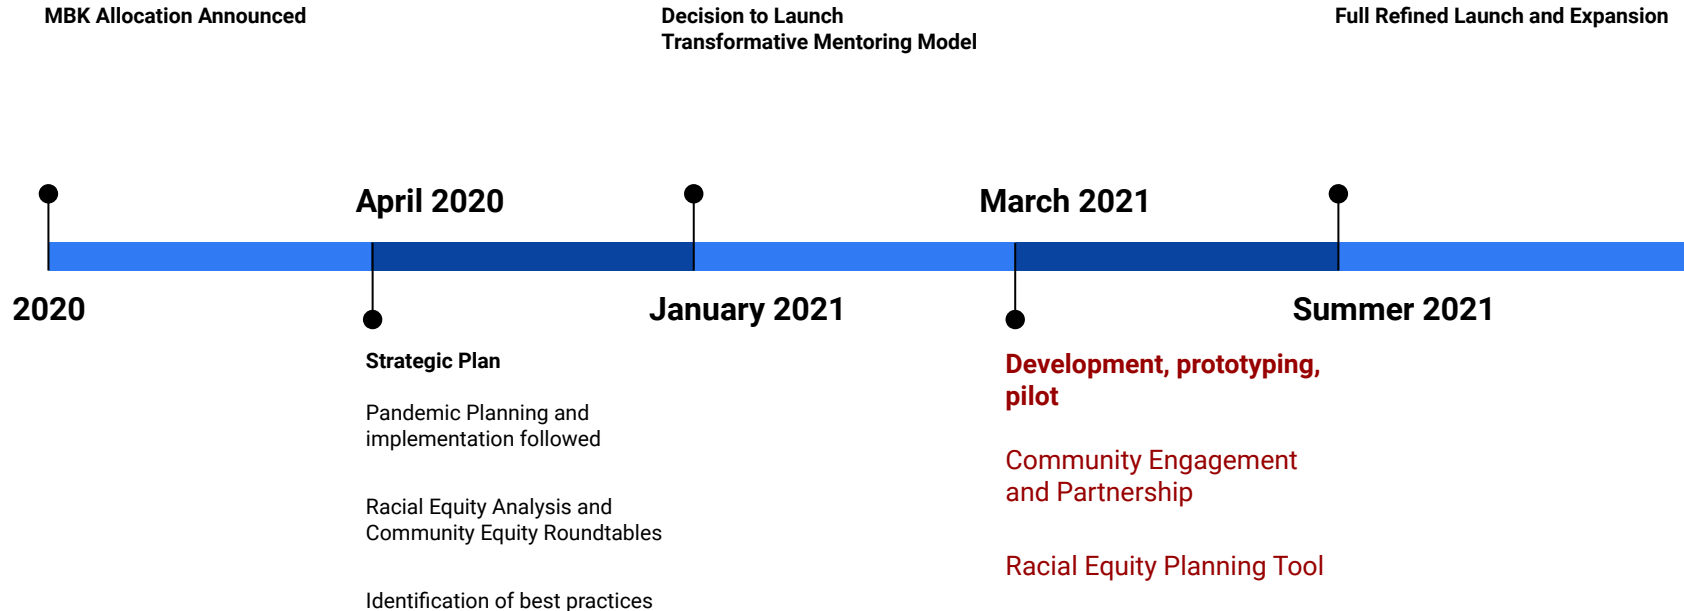 MBK Allocation Announced
Decision to Launch
Transformative Mentoring Model
Full Refined Launch and Expansion
April 2020
March 2021
2020
January 2021
Summer 2021
Strategic Plan
Pandemic Planning and
implementation followed
Racial Equity Analysis and
Community Equity Roundtables
Identification of best practices
Development, prototyping,
pilot
Community Engagement
and Partnership
Racial Equity Planning Tool